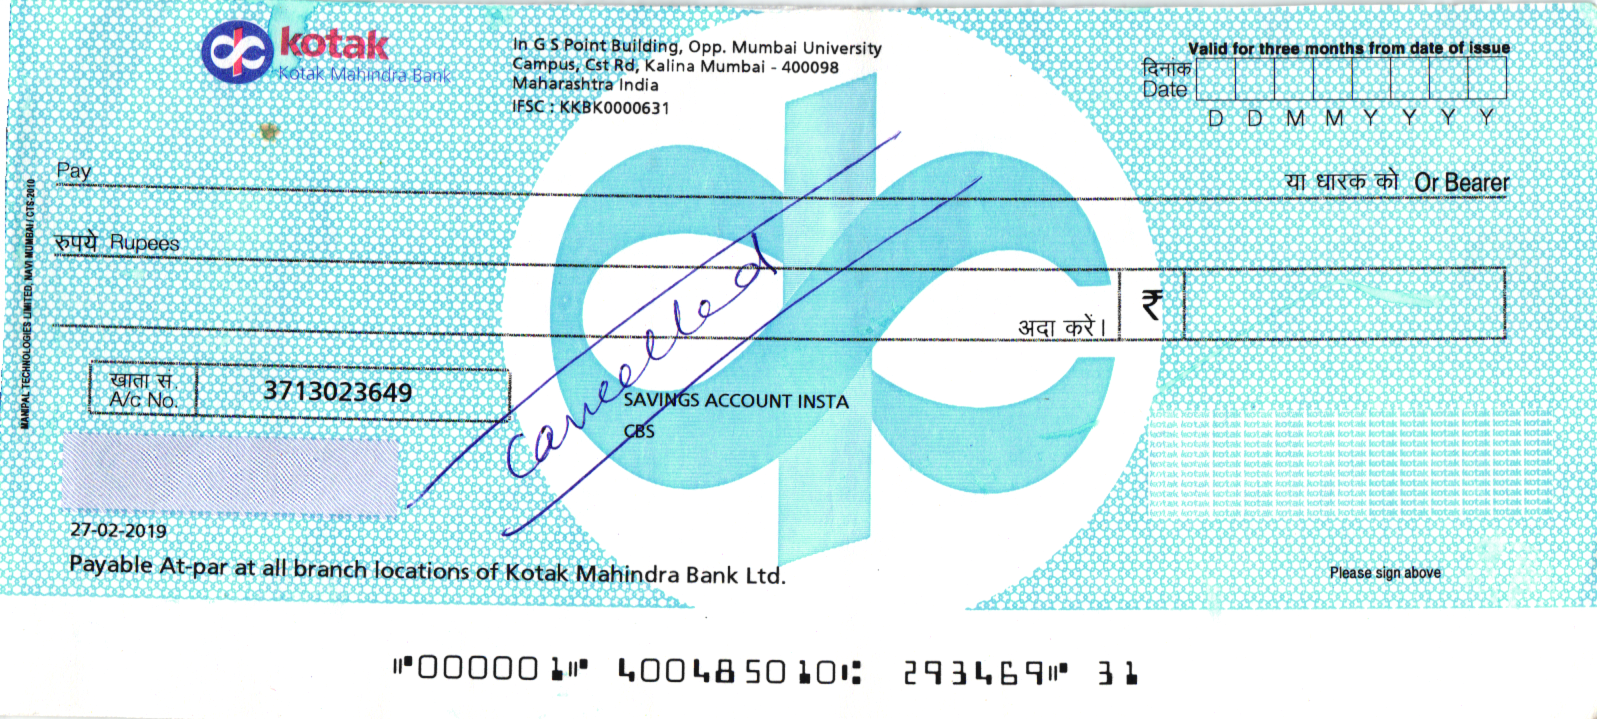 kotak
Kotak Mahindra Bank
In G S Point Building, Opp. Mumbai University
Campus, Cst Rd, Kalina Mumbai - 400098
Maharashtra India
IFSC : KKBK0000631
Valid for three months from date of issue
दिनांक
Date
D D M M Y Y Y Y
Pay
या धारक को Or Bearer
रुपये Rupees
अदा करें।
₹
खाता सं.
A/c No.
3713023649
cancelled
SAVINGS ACCOUNT INSTA
CBS
MANIPAL TECHNOLOGIES LIMITED, NAVI MUMBAI / CTS-2010
27-02-2019
Payable At-par at all branch locations of Kotak Mahindra Bank Ltd.
Please sign above
⑈000001⑈ 400485010⑆ 293469⑈ 31